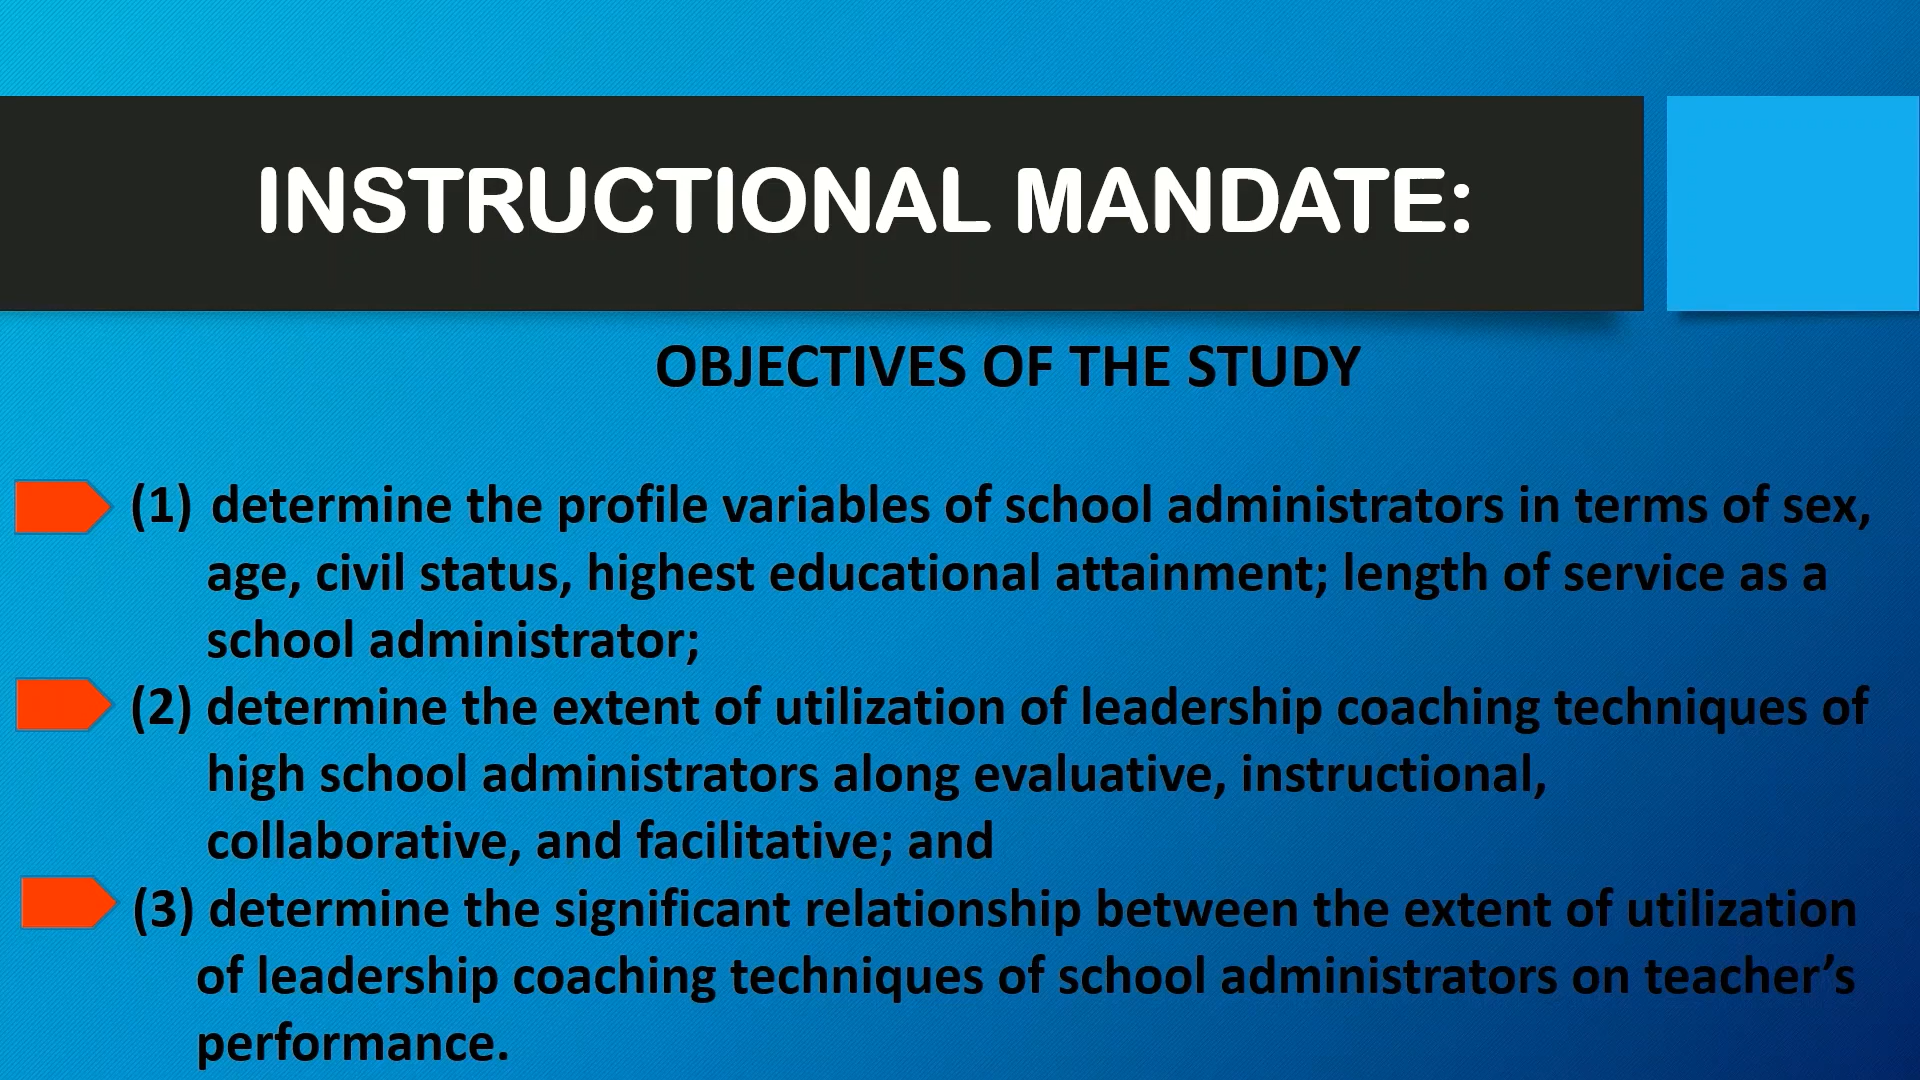 INSTRUCTIONAL MANDATE:
OBJECTIVES OF THE STUDY
(1) determine the profile variables of school administrators in terms of sex,
age, civil status, highest educational attainment; length of service as a
school administrator;
(2) determine the extent of utilization of leadership coaching techniques of
high school administrators along evaluative, instructional,
collaborative, and facilitative; and
(3) determine the significant relationship between the extent of utilization
of leadership coaching techniques of school administrators on teacher’s
performance.